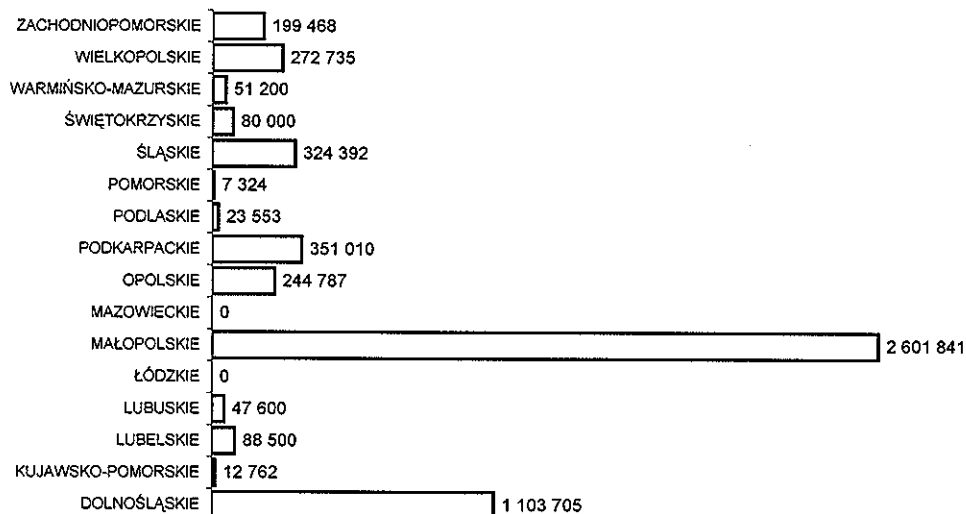 ZACHODNIOPOMORSKIE 199 468
WIELKOPOLSKIE 272 735
WARMIŃSKO-MAZURSKIE 51 200
ŚWIĘTOKRZYSKIE 80 000
ŚLĄSKIE 324 392
POMORSKIE 7 324
PODLASKIE 23 553
PODKARPACKIE 351 010
OPOLSKIE 244 787
MAZOWIECKIE 0
MAŁOPOLSKIE 2 601 841
ŁÓDZKIE 0
LUBUSKIE 47 600
LUBELSKIE 88 500
KUJAWSKO-POMORSKIE 12 762
DOLNOŚLĄSKIE 1 103 705